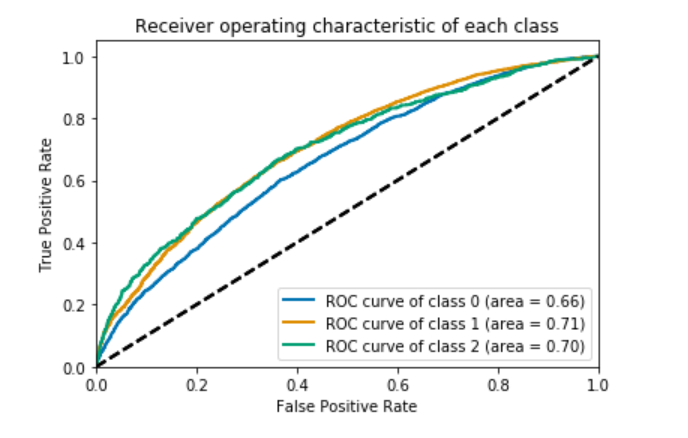 Receiver operating characteristic of each class
True Positive Rate
1.0
0.8
0.6
0.4
0.2
0.0
ROC curve of class 0 (area = 0.66)
ROC curve of class 1 (area = 0.71)
ROC curve of class 2 (area = 0.70)
0.0 0.2 0.4 0.6 0.8 1.0
False Positive Rate